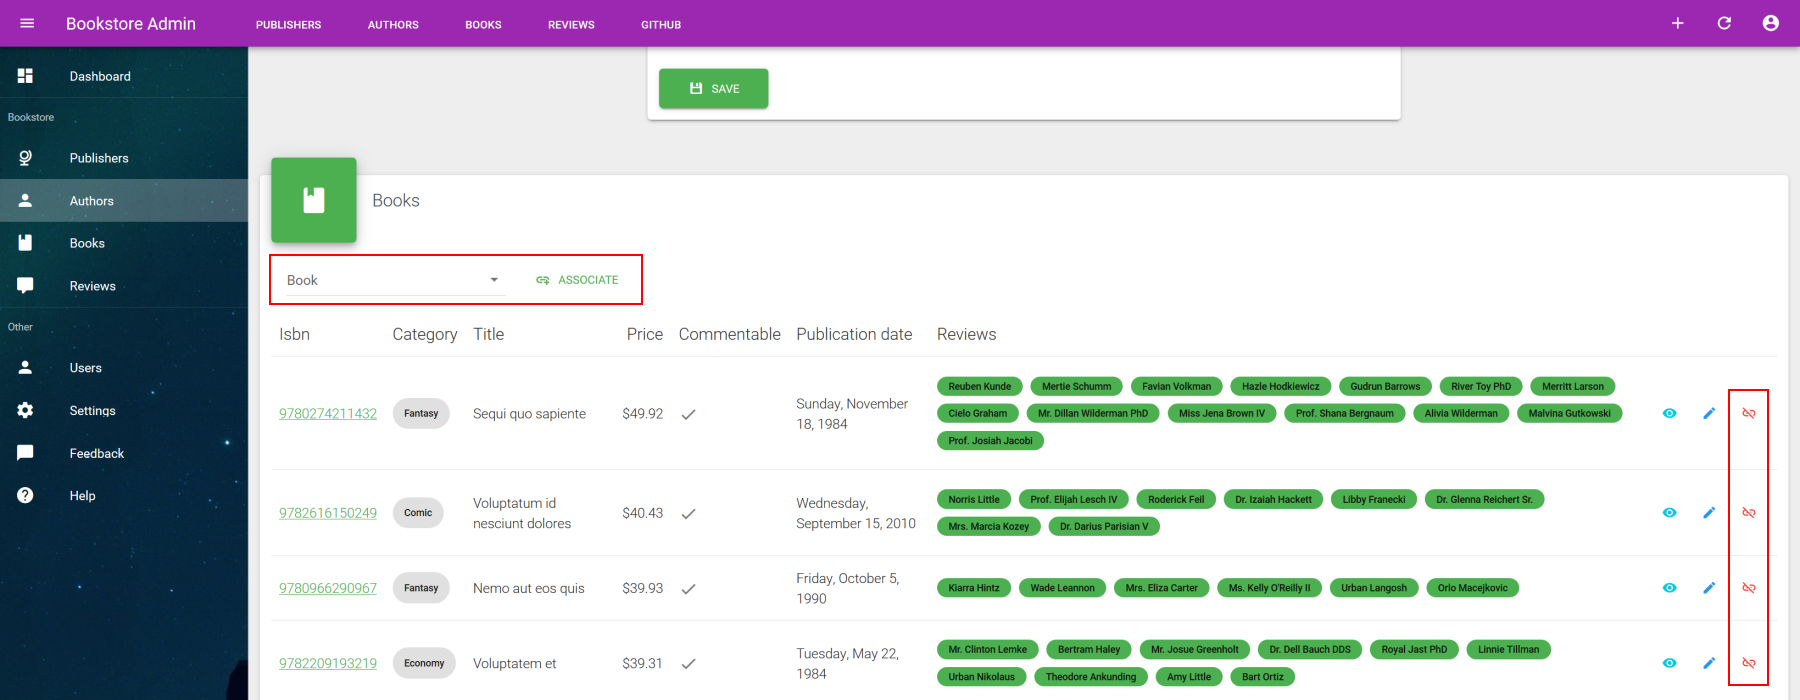 Bookstore Admin PUBLISHERS AUTHORS BOOKS REVIEWS GITHUB
Dashboard
Bookstore
Publishers
Authors
Books
Reviews
Other
Users
Settings
Feedback
Help
SAVE
Books
Book ASSOCIATE
Isbn Category Title Price Commentable Publication date Reviews
9780274211432 Fantasy Sequi quo sapiente $49.92 Sunday, November 18, 1984
Reuben Kunde Mertie Schumm Favian Volkman Hazle Hodkiewicz Gudrun Barrows River Toy PhD Merritt Larson
Cielo Graham Mr. Dillan Wilderman PhD Miss Jena Brown IV Prof. Shana Bergnaum Alivia Wilderman Malvina Gutkowski
Prof. Josiah Jacobi
9782616150249 Comic Voluptatum id nesciunt dolores $40.43 Wednesday, September 15, 2010
Norris Little Prof. Elijah Lesch IV Roderick Feil Dr. Izaiah Hackett Libby Franecki Dr. Glenna Reichert Sr.
Mrs. Marcia Kozey Dr. Darius Parisian V
9780966290967 Fantasy Nemo aut eos quis $39.93 Friday, October 5, 1990
Kiarra Hintz Wade Leannon Mrs. Eliza Carter Ms. Kelly O'Reilly II Urban Langosh Orlo Macejkovic
9782209193219 Economy Voluptatem et $39.31 Tuesday, May 22, 1984
Mr. Clinton Lemke Bertram Haley Mr. Josue Greenholt Dr. Dell Bauch DDS Royal Jast PhD Linnie Tillman
Urban Nikolaus Theodore Ankunding Amy Little Bart Ortiz